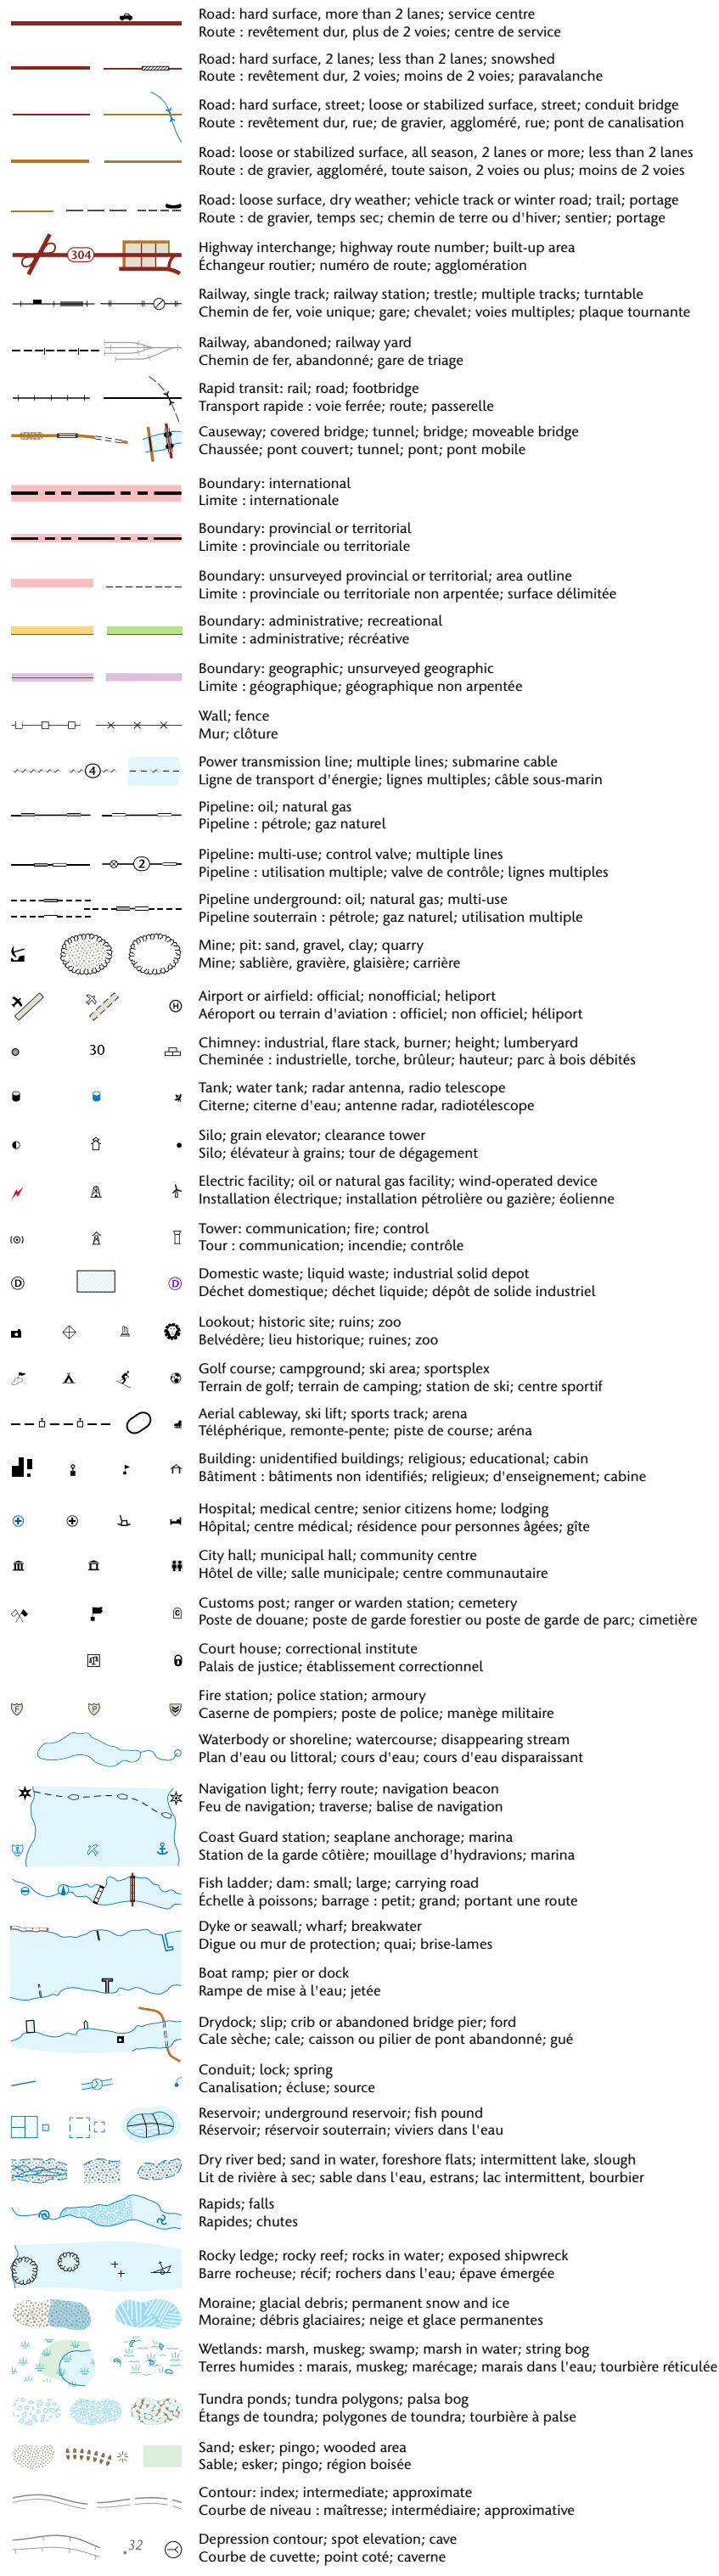 Road: hard surface, more than 2 lanes; service centre
Route : revêtement dur, plus de 2 voies; centre de service
Road: hard surface, 2 lanes; less than 2 lanes; snowshed
Route : revêtement dur, 2 voies; moins de 2 voies; paravalanche
Road: hard surface, street; loose or stabilized surface, street; conduit bridge
Route : revêtement dur, rue; de gravier, aggloméré, rue; pont de canalisation
Road: loose or stabilized surface, all season, 2 lanes or more; less than 2 lanes
Route : de gravier, aggloméré, toute saison, 2 voies ou plus; moins de 2 voies
Road: loose surface, dry weather; vehicle track or winter road; trail; portage
Route : de gravier, temps sec; chemin de terre ou d'hiver; sentier; portage
304
Highway interchange; highway route number; built-up area
Échangeur routier; numéro de route; agglomération
Railway, single track; railway station; trestle; multiple tracks; turntable
Chemin de fer, voie unique; gare; chevalet; voies multiples; plaque tournante
Railway, abandoned; railway yard
Chemin de fer, abandonné; gare de triage
Rapid transit: rail; road; footbridge
Transport rapide : voie ferrée; route; passerelle
Causeway; covered bridge; tunnel; bridge; moveable bridge
Chaussée; pont couvert; tunnel; pont; pont mobile
Boundary: international
Limite : internationale
Boundary: provincial or territorial
Limite : provinciale ou territoriale
Boundary: unsurveyed provincial or territorial; area outline
Limite : provinciale ou territoriale non arpentée; surface délimitée
Boundary: administrative; recreational
Limite : administrative; récréative
Boundary: geographic; unsurveyed geographic
Limite : géographique; géographique non arpentée
Wall; fence
Mur; clôture
4
Power transmission line; multiple lines; submarine cable
Ligne de transport d'énergie; lignes multiples; câble sous-marin
Pipeline: oil; natural gas
Pipeline : pétrole; gaz naturel
2
Pipeline: multi-use; control valve; multiple lines
Pipeline : utilisation multiple; valve de contrôle; lignes multiples
Pipeline underground: oil; natural gas; multi-use
Pipeline souterrain : pétrole; gaz naturel; utilisation multiple
Mine; pit: sand, gravel, clay; quarry
Mine; sablière, gravière, glaisière; carrière
H
Airport or airfield: official; nonofficial; heliport
Aéroport ou terrain d'aviation : officiel; non officiel; héliport
30
Chimney: industrial, flare stack, burner; height; lumberyard
Cheminée : industrielle, torche, brûleur; hauteur; parc à bois débités
Tank; water tank; radar antenna, radio telescope
Citerne; citerne d'eau; antenne radar, radiotélescope
Silo; grain elevator; clearance tower
Silo; élévateur à grains; tour de dégagement
Electric facility; oil or natural gas facility; wind-operated device
Installation électrique; installation pétrolière ou gazière; éolienne
Tower: communication; fire; control
Tour : communication; incendie; contrôle
D D
Domestic waste; liquid waste; industrial solid depot
Déchet domestique; déchet liquide; dépôt de solide industriel
Lookout; historic site; ruins; zoo
Belvédère; lieu historique; ruines; zoo
Golf course; campground; ski area; sportsplex
Terrain de golf; terrain de camping; station de ski; centre sportif
Aerial cableway, ski lift; sports track; arena
Téléphérique, remonte-pente; piste de course; aréna
Building: unidentified buildings; religious; educational; cabin
Bâtiment : bâtiments non identifiés; religieux; d'enseignement; cabine
Hospital; medical centre; senior citizens home; lodging
Hôpital; centre médical; résidence pour personnes âgées; gîte
City hall; municipal hall; community centre
Hôtel de ville; salle municipale; centre communautaire
C
Customs post; ranger or warden station; cemetery
Poste de douane; poste de garde forestier ou poste de garde de parc; cimetière
Court house; correctional institute
Palais de justice; établissement correctionnel
F P
Fire station; police station; armoury
Caserne de pompiers; poste de police; manège militaire
Waterbody or shoreline; watercourse; disappearing stream
Plan d'eau ou littoral; cours d'eau; cours d'eau disparaissant
Navigation light; ferry route; navigation beacon
Feu de navigation; traverse; balise de navigation
Coast Guard station; seaplane anchorage; marina
Station de la garde côtière; mouillage d'hydravions; marina
Fish ladder; dam: small; large; carrying road
Échelle à poissons; barrage : petit; grand; portant une route
Dyke or seawall; wharf; breakwater
Digue ou mur de protection; quai; brise-lames
Boat ramp; pier or dock
Rampe de mise à l'eau; jetée
Drydock; slip; crib or abandoned bridge pier; ford
Cale sèche; cale; caisson ou pilier de pont abandonné; gué
Conduit; lock; spring
Canalisation; écluse; source
Reservoir; underground reservoir; fish pound
Réservoir; réservoir souterrain; viviers dans l'eau
Dry river bed; sand in water, foreshore flats; intermittent lake, slough
Lit de rivière à sec; sable dans l'eau, estrans; lac intermittent, bourbier
Rapids; falls
Rapides; chutes
Rocky ledge; rocky reef; rocks in water; exposed shipwreck
Barre rocheuse; récif; rochers dans l'eau; épave émergée
Moraine; glacial debris; permanent snow and ice
Moraine; débris glaciaires; neige et glace permanentes
Wetlands: marsh, muskeg; swamp; marsh in water; string bog
Terres humides : marais, muskeg; marécage; marais dans l'eau; tourbière réticulée
Tundra ponds; tundra polygons; palsa bog
Étangs de toundra; polygones de toundra; tourbière à palse
Sand; esker; pingo; wooded area
Sable; esker; pingo; région boisée
Contour: index; intermediate; approximate
Courbe de niveau : maîtresse; intermédiaire; approximative
.32
Depression contour; spot elevation; cave
Courbe de cuvette; point coté; caverne